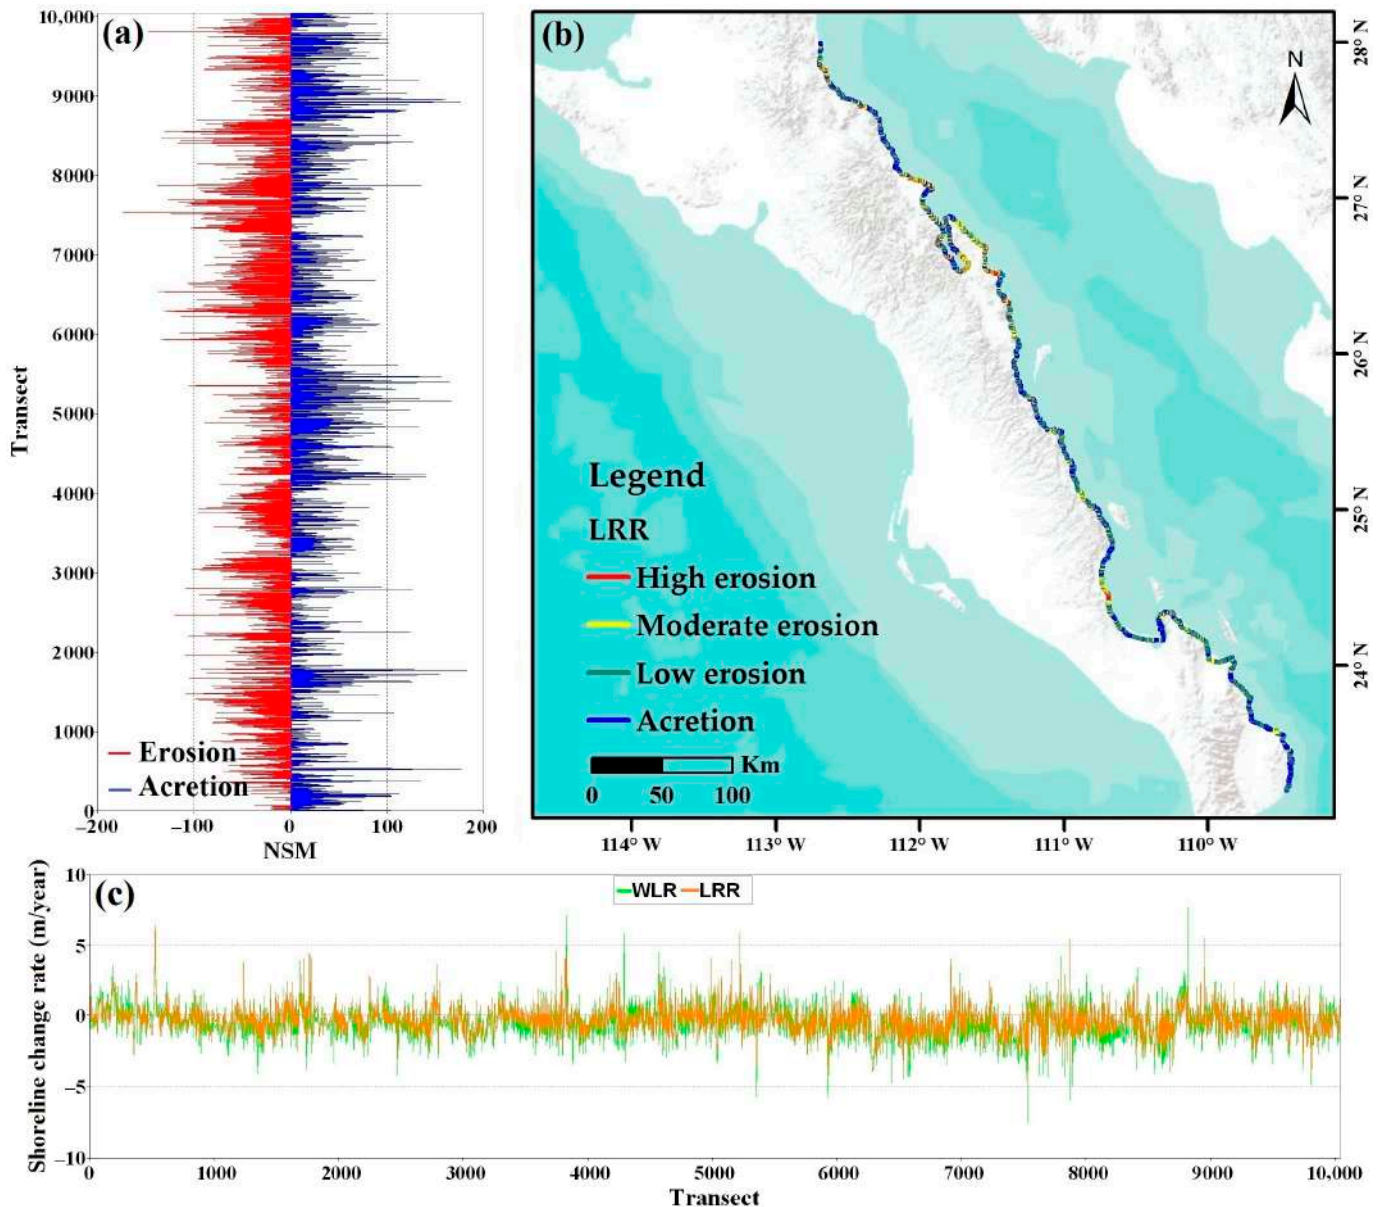 (a)
10,000
9000
8000
7000
6000
5000
4000
3000
2000
1000
0
Transect
Erosion
Acretion
−200
−100
0
100
200
NSM
(b)
N
28° N
27° N
26° N
25° N
24° N
Legend
LRR
High erosion
Moderate erosion
Low erosion
Acretion
Km
0 50 100
114° W
113° W
112° W
111° W
110° W
(c)
WLR LRR
Shoreline change rate (m/year)
10
5
0
−5
−10
0
1000
2000
3000
4000
5000
6000
7000
8000
9000
10,000
Transect